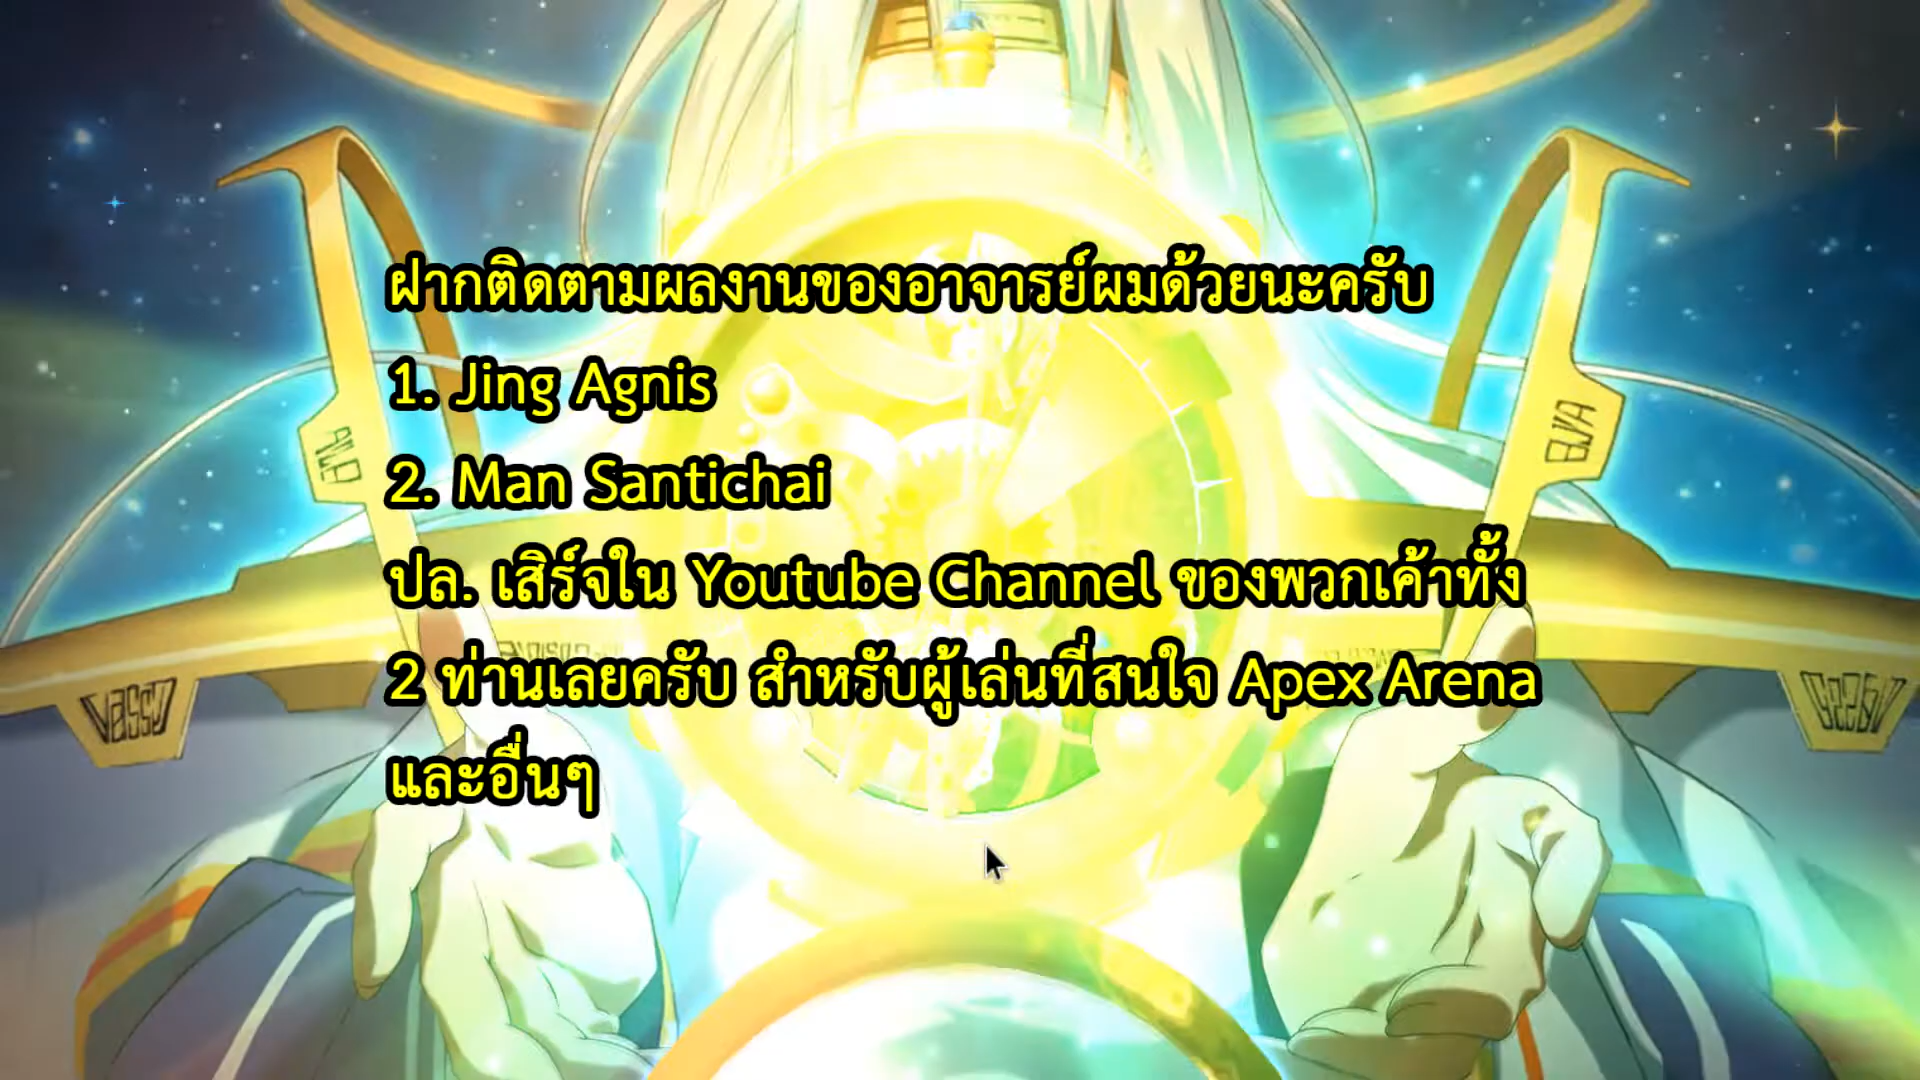 ฝากติดตามผลงานของอาจารย์ผมด้วยนะครับ
1. Jing Agnis
2. Man Santichai
ปล. เสิร์จใน Youtube Channel ของพวกเค้าทั้ง
2 ท่านเลยครับ สำหรับผู้เล่นที่สนใจ Apex Arena
และอื่นๆ